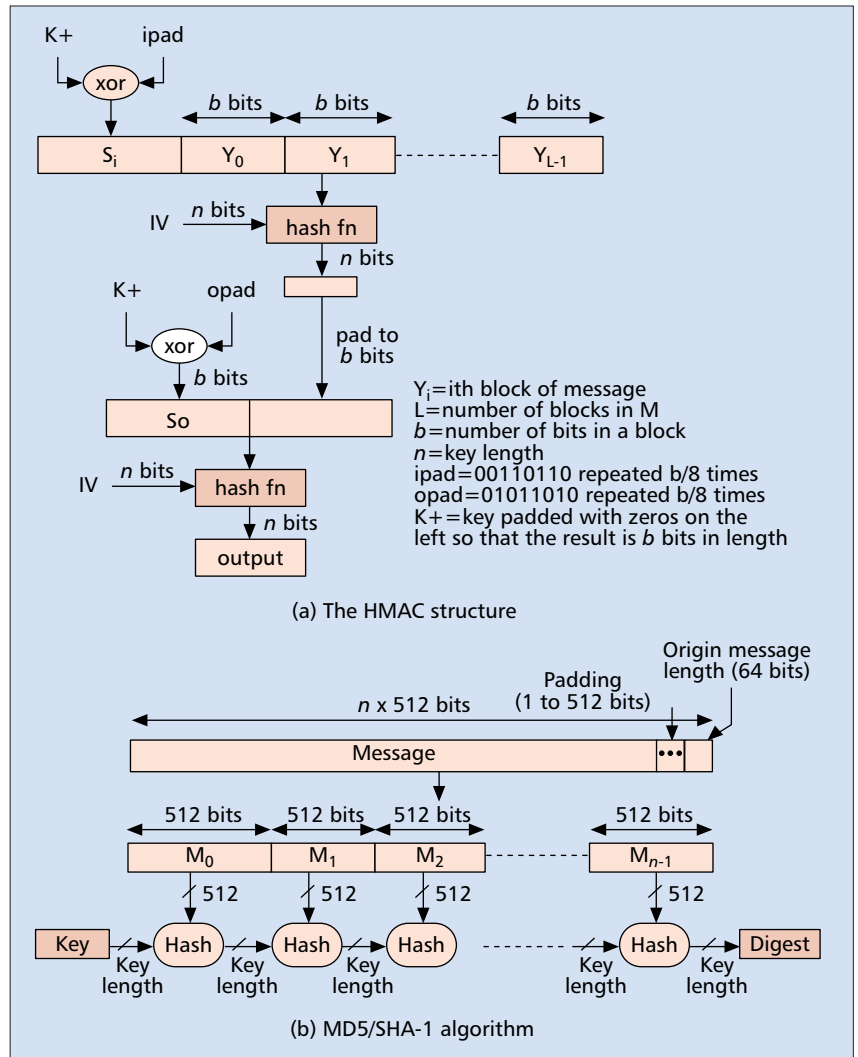 K+ ipad
xor
b bits b bits b bits
Si Y0 Y1 YL-1
IV n bits hash fn
n bits
K+ opad
xor
pad to
b bits
b bits
So
Yi=ith block of message
L=number of blocks in M
b=number of bits in a block
n=key length
ipad=00110110 repeated b/8 times
opad=01011010 repeated b/8 times
K+=key padded with zeros on the
left so that the result is b bits in length
IV n bits hash fn
n bits
output
(a) The HMAC structure
Origin message
length (64 bits)
Padding
(1 to 512 bits)
n x 512 bits
Message •••
512 bits 512 bits 512 bits 512 bits
M0 M1 M2 Mn-1
512 512 512 512
Key Hash Hash Hash Hash Digest
Key
length
Key
length
Key
length
Key
length
Key
length
(b) MD5/SHA-1 algorithm